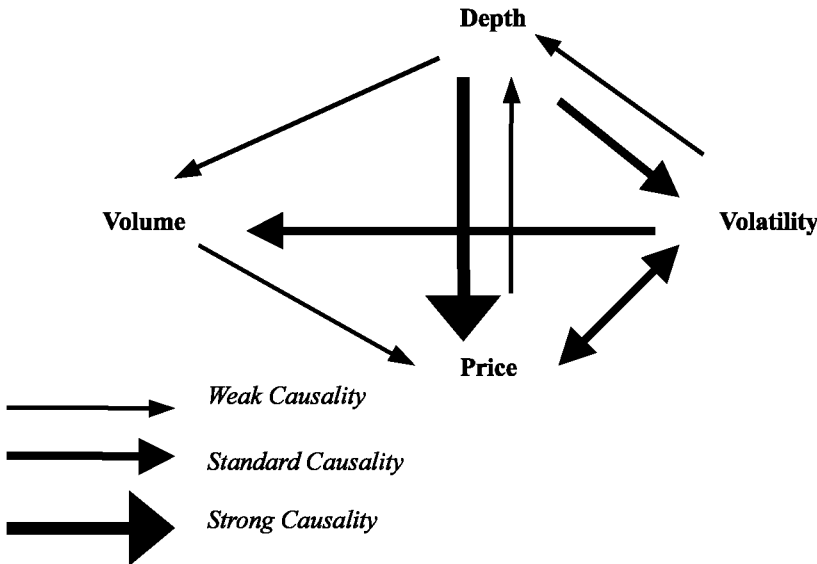 Depth
Volume
Volatility
Price
Weak Causality
Standard Causality
Strong Causality